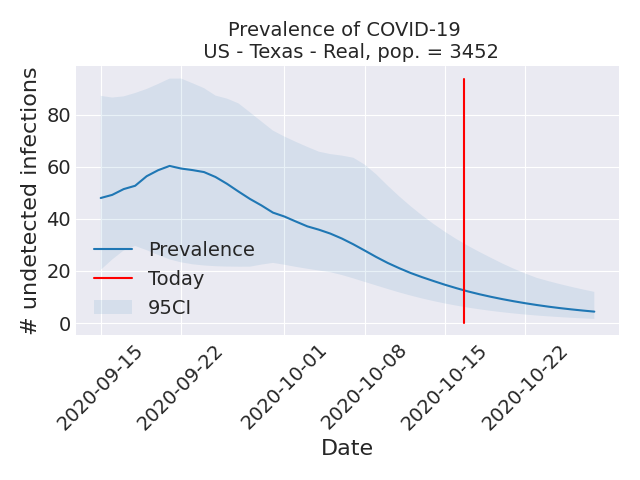 Prevalence of COVID-19
US - Texas - Real, pop. = 3452
# undetected infections
80
60
40
20
0
Prevalence
Today
95CI
2020-09-15
2020-09-22
2020-10-01
2020-10-08
2020-10-15
2020-10-22
Date